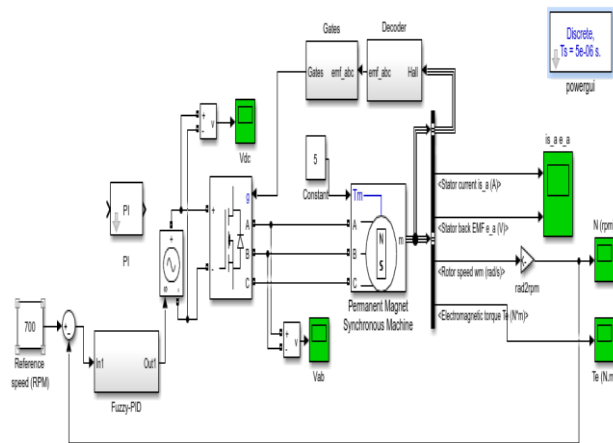 Gates
Decoder
Discrete,
Ts = 5e-06 s.
powergui
Gates emf_abc
emf_abc Hall
+
-
v
Vdc
5
Constant
is_a e_a
<Stator current is_a (A)>
<Stator back EMF e_a (V)>
<Rotor speed wm (rad/s)>
<Electromagnetic torque Te (N*m)>
N (rpm)
rad2rpm
Te (N.m
PI
PI
g
+
-
A
B
C
Tm
A
B
C
m
N
S
Permanent Magnet
Synchronous Machine
+
-
v
Vab
700
Reference
speed (RPM)
In1 Out1
Fuzzy-PID